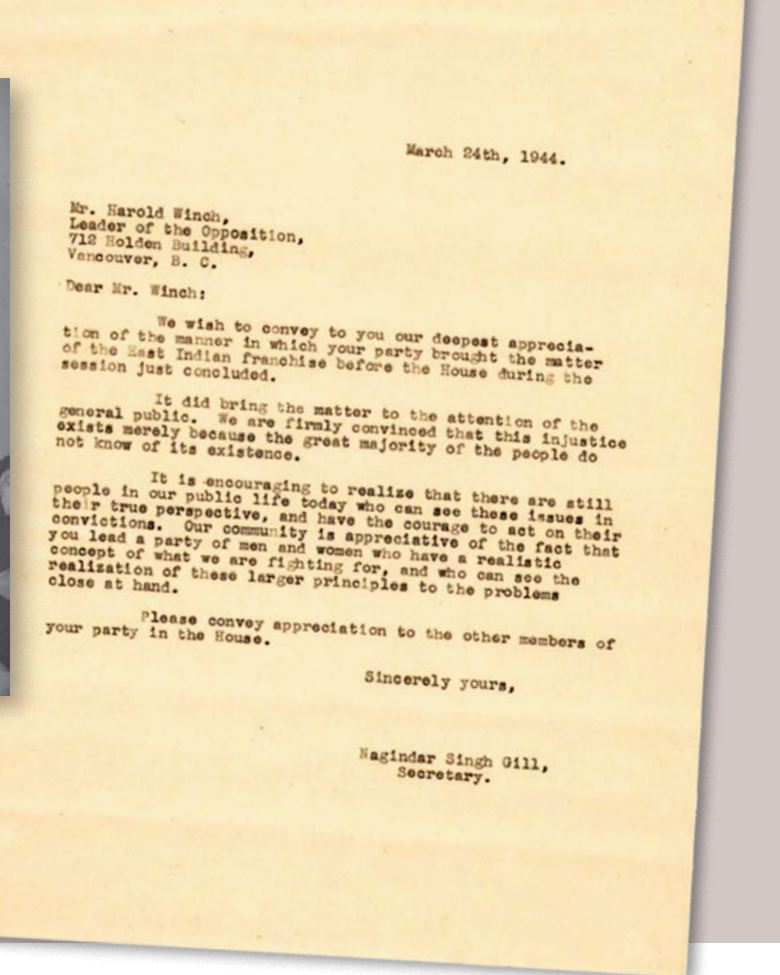 March 24th, 1944.
Mr. Harold Winch,
Leader of the Opposition,
712 Holden Building,
Vancouver, B. C.
Dear Mr. Winch:
We wish to convey to you our deepest apprecia-
tion of the manner in which your party brought the matter
of the East Indian franchise before the House during the
session just concluded.
It did bring the matter to the attention of the
general public. We are firmly convinced that this injustice
exists merely because the great majority of the people do
not know of its existence.
It is encouraging to realize that there are still
people in our public life today who can see these issues in
their true perspective, and have the courage to act on their
convictions. Our community is appreciative of the fact that
you lead a party of men and women who have a realistic
concept of what we are fighting for, and who can see the
realization of these larger principles to the problems
close at hand.
Please convey appreciation to the other members of
your party in the House.
Sincerely yours,
Nagindar Singh Gill,
Secretary.